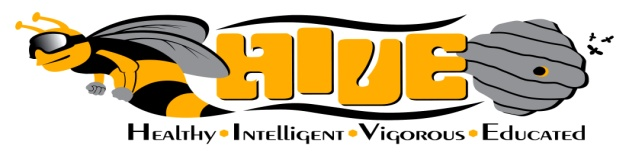 HIVE
Healthy • Intelligent • Vigorous • Educated